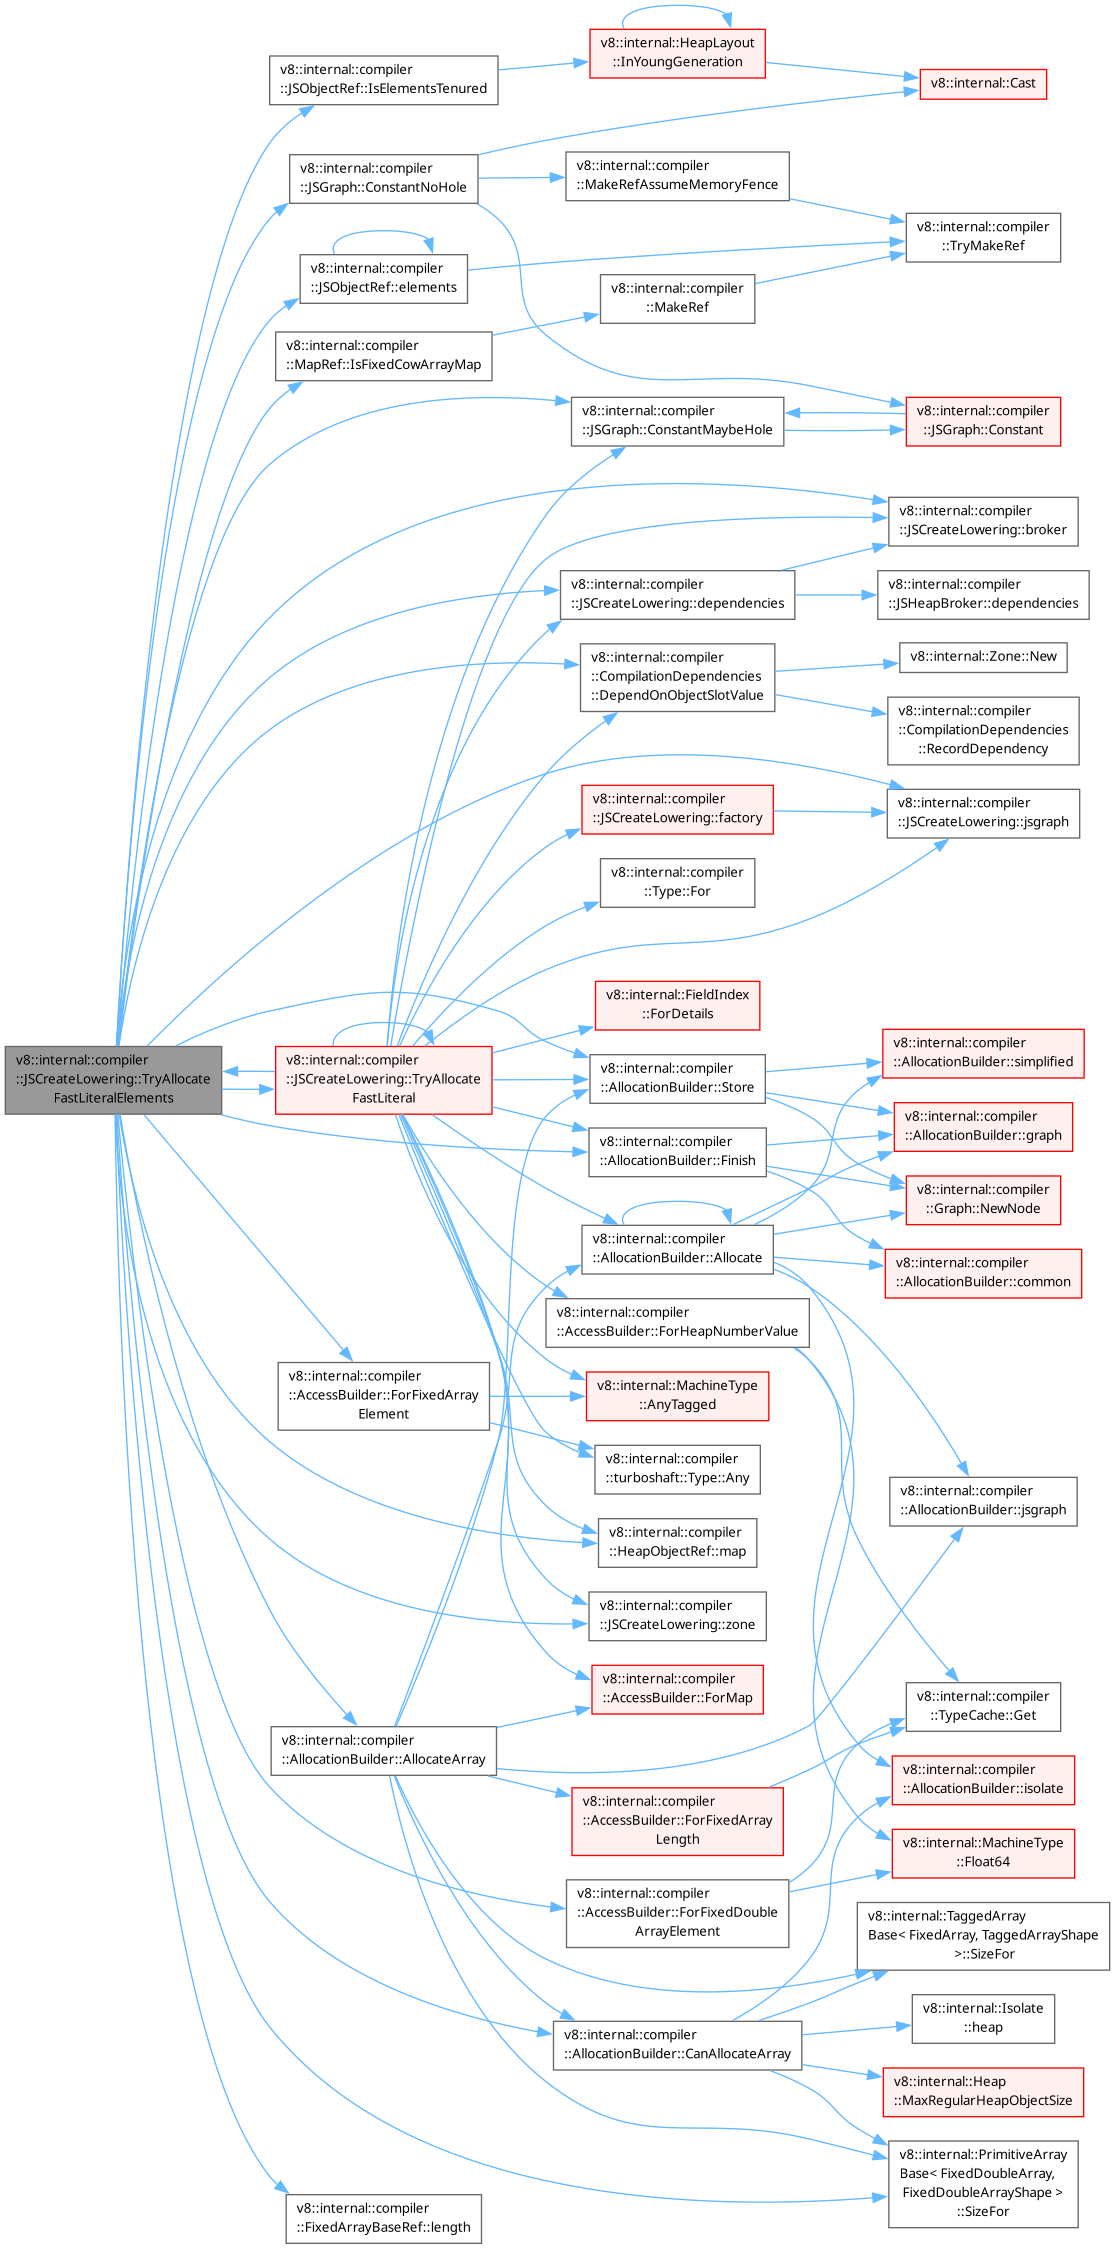 v8::internal::HeapLayout
::InYoungGeneration
v8::internal::compiler
::JSObjectRef::IsElementsTenured
v8::internal::Cast
v8::internal::compiler
::JSGraph::ConstantNoHole
v8::internal::compiler
::MakeRefAssumeMemoryFence
v8::internal::compiler
::TryMakeRef
v8::internal::compiler
::JSObjectRef::elements
v8::internal::compiler
::MakeRef
v8::internal::compiler
::MapRef::IsFixedCowArrayMap
v8::internal::compiler
::JSGraph::ConstantMaybeHole
v8::internal::compiler
::JSGraph::Constant
v8::internal::compiler
::JSCreateLowering::broker
v8::internal::compiler
::JSCreateLowering::dependencies
v8::internal::compiler
::JSHeapBroker::dependencies
v8::internal::compiler
::CompilationDependencies
::DependOnObjectSlotValue
v8::internal::Zone::New
v8::internal::compiler
::CompilationDependencies
::RecordDependency
v8::internal::compiler
::JSCreateLowering::factory
v8::internal::compiler
::JSCreateLowering::jsgraph
v8::internal::compiler
::Type::For
v8::internal::FieldIndex
::ForDetails
v8::internal::compiler
::JSCreateLowering::TryAllocate
FastLiteralElements
v8::internal::compiler
::JSCreateLowering::TryAllocate
FastLiteral
v8::internal::compiler
::AllocationBuilder::Store
v8::internal::compiler
::AllocationBuilder::simplified
v8::internal::compiler
::AllocationBuilder::graph
v8::internal::compiler
::AllocationBuilder::Finish
v8::internal::compiler
::Graph::NewNode
v8::internal::compiler
::AllocationBuilder::Allocate
v8::internal::compiler
::AllocationBuilder::common
v8::internal::compiler
::AccessBuilder::ForHeapNumberValue
v8::internal::compiler
::AccessBuilder::ForFixedArray
Element
v8::internal::MachineType
::AnyTagged
v8::internal::compiler
::turboshaft::Type::Any
v8::internal::compiler
::AllocationBuilder::jsgraph
v8::internal::compiler
::HeapObjectRef::map
v8::internal::compiler
::JSCreateLowering::zone
v8::internal::compiler
::AccessBuilder::ForMap
v8::internal::compiler
::TypeCache::Get
v8::internal::compiler
::AllocationBuilder::AllocateArray
v8::internal::compiler
::AllocationBuilder::isolate
v8::internal::compiler
::AccessBuilder::ForFixedArray
Length
v8::internal::MachineType
::Float64
v8::internal::compiler
::AccessBuilder::ForFixedDouble
ArrayElement
v8::internal::TaggedArray
Base< FixedArray, TaggedArrayShape
>::SizeFor
v8::internal::Isolate
::heap
v8::internal::compiler
::AllocationBuilder::CanAllocateArray
v8::internal::Heap
::MaxRegularHeapObjectSize
v8::internal::PrimitiveArray
Base< FixedDoubleArray,
FixedDoubleArrayShape >
::SizeFor
v8::internal::compiler
::FixedArrayBaseRef::length